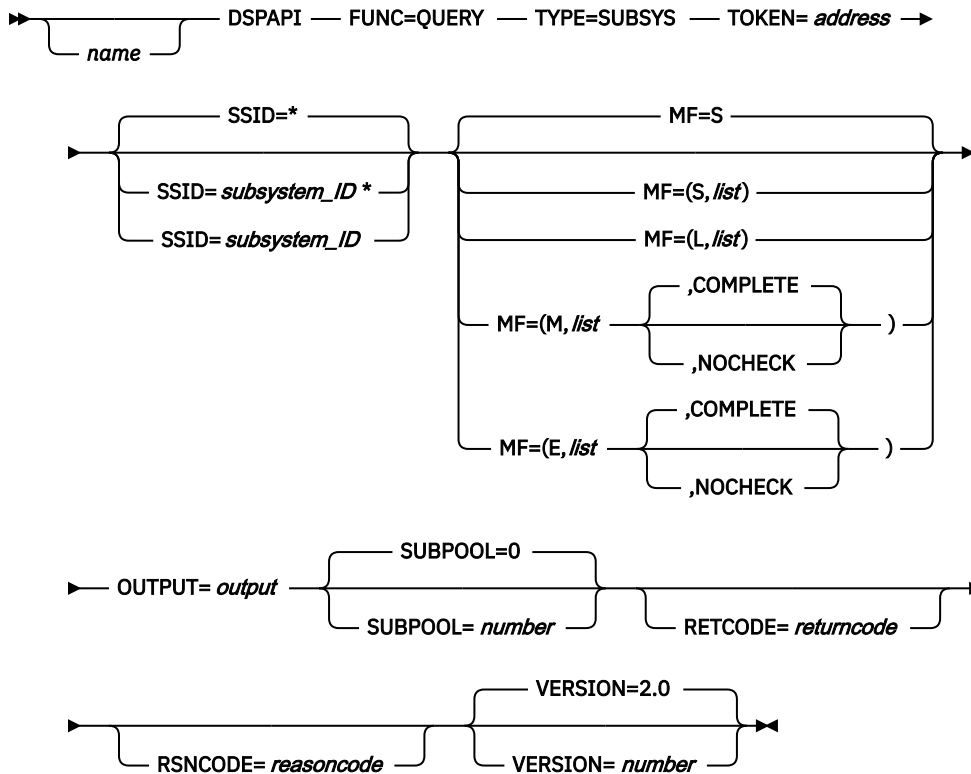 DSPAPI FUNC=QUERY TYPE=SUBSYS TOKEN= address
name
SSID=*
SSID= subsystem_ID *
SSID= subsystem_ID
MF=S
MF=(S, list )
MF=(L, list )
MF=(M, list ,COMPLETE ,NOCHECK )
MF=(E, list ,COMPLETE ,NOCHECK )
OUTPUT= output
SUBPOOL=0
SUBPOOL= number
RETCODE= returncode
RSNCODE= reasoncode
VERSION=2.0
VERSION= number